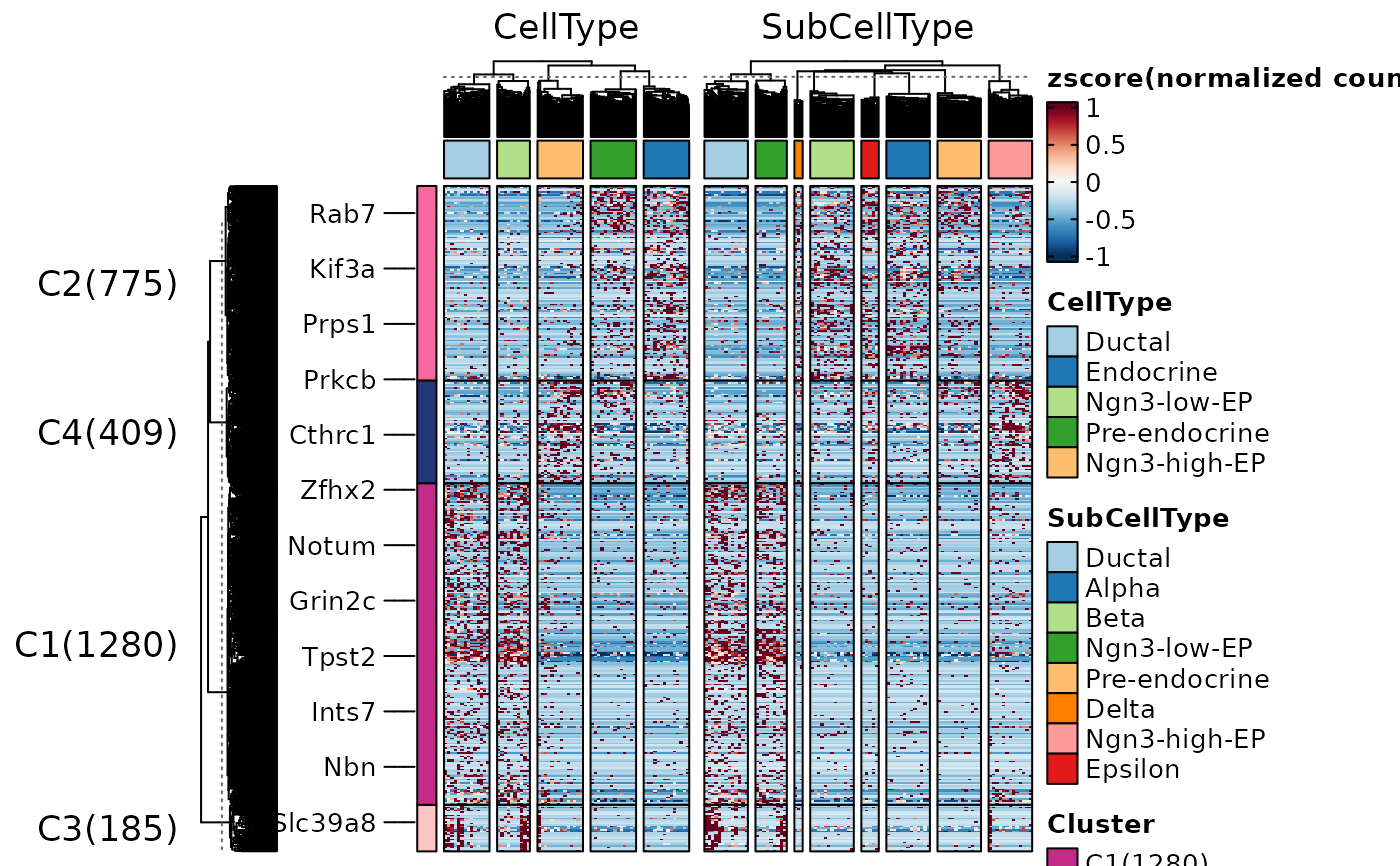 CellType
SubCellType
C2(775)
C4(409)
C1(1280)
C3(185)
Rab7
Kif3a
Prps1
Prkcb
Cthrc1
Zfhx2
Notum
Grin2c
Tpst2
Ints7
Nbn
Slc39a8
zscore(normalized coun
1
0.5
0
-0.5
-1
CellType
Ductal
Endocrine
Ngn3-low-EP
Pre-endocrine
Ngn3-high-EP
SubCellType
Ductal
Alpha
Beta
Ngn3-low-EP
Pre-endocrine
Delta
Ngn3-high-EP
Epsilon
Cluster
C1(1280)